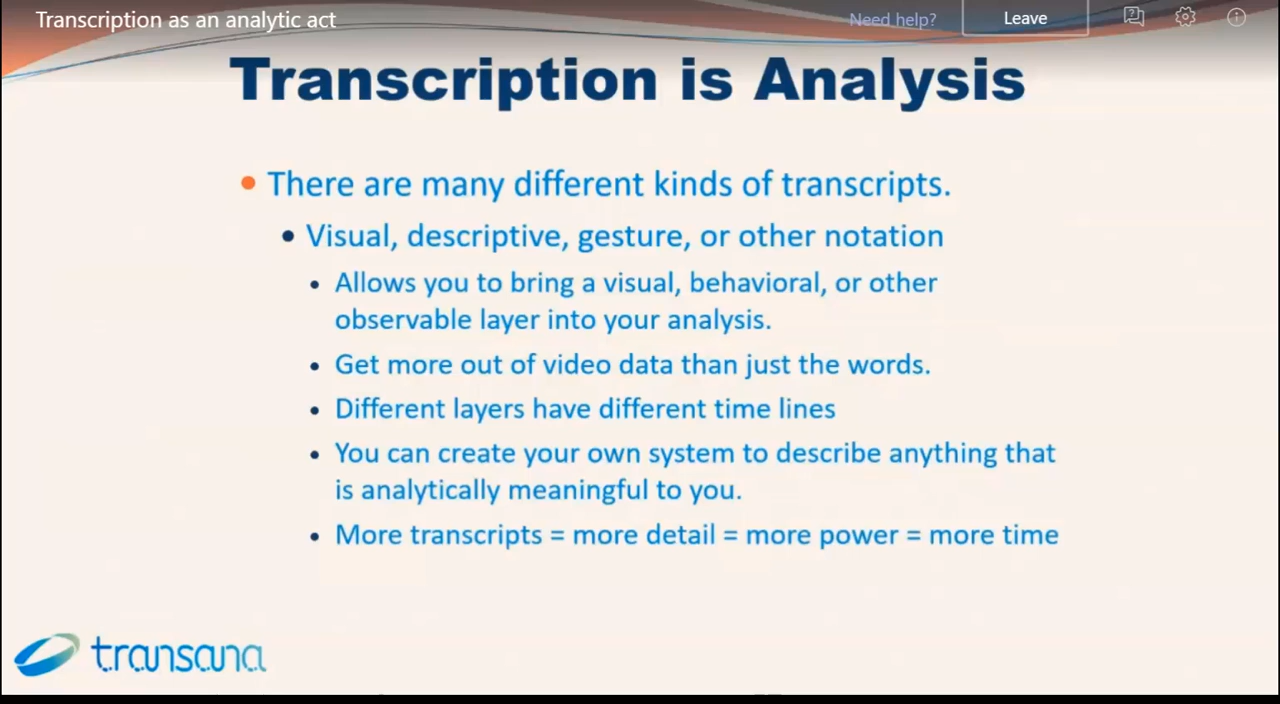 Transcription as an analytic act
Need help?
Leave
Transcription is Analysis
There are many different kinds of transcripts.
Visual, descriptive, gesture, or other notation
Allows you to bring a visual, behavioral, or other
observable layer into your analysis.
Get more out of video data than just the words.
Different layers have different time lines
You can create your own system to describe anything that
is analytically meaningful to you.
More transcripts = more detail = more power = more time
transana